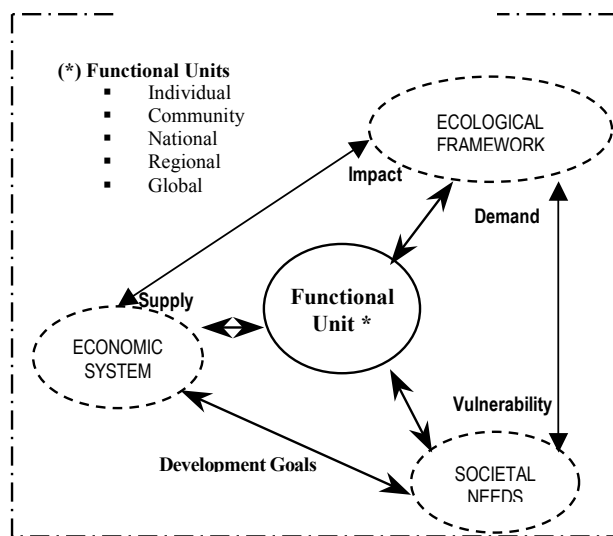 (*) Functional Units
▪ Individual
▪ Community
▪ National
▪ Regional
▪ Global
ECOLOGICAL
FRAMEWORK
Impact
Demand
Supply
Functional
Unit *
ECONOMIC
SYSTEM
Vulnerability
Development Goals
SOCIETAL
NEEDS